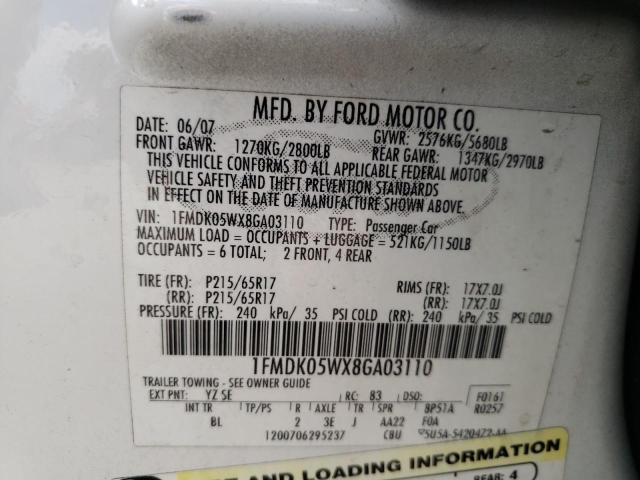 MFD. BY FORD MOTOR CO.
DATE: 06/07 GVWR: 2576KG/5680LB
FRONT GAWR: 1270KG/2800LB REAR GAWR: 1347KG/2970LB
THIS VEHICLE CONFORMS TO ALL APPLICABLE FEDERAL MOTOR
VEHICLE SAFETY AND THEFT PREVENTION STANDARDS
IN EFFECT ON THE DATE OF MANUFACTURE SHOWN ABOVE.
VIN: 1FMDK05WX8GA03110 TYPE: Passenger Car
MAXIMUM LOAD = OCCUPANTS + LUGGAGE = 521KG/1150LB
OCCUPANTS = 6 TOTAL; 2 FRONT, 4 REAR
TIRE (FR): P215/65R17 RIMS (FR): 17X7.0J
(RR): P215/65R17 (RR): 17X7.0J
PRESSURE (FR): 240 kPa/ 35 PSI COLD (RR): 240 kPa/ 35 PSI COLD
1FMDK05WX8GA03110
TRAILER TOWING - SEE OWNER GUIDE
EXT PNT: YZ SE RC: 83 DSO: F0161
INT TR TP/PS R AXLE TR SPR BP51A R0257
BL 2 3E J AA22 F0A
1200706295237 CBU 5U5A-5420472-AA
AND LOADING INFORMATION
REAR: 4